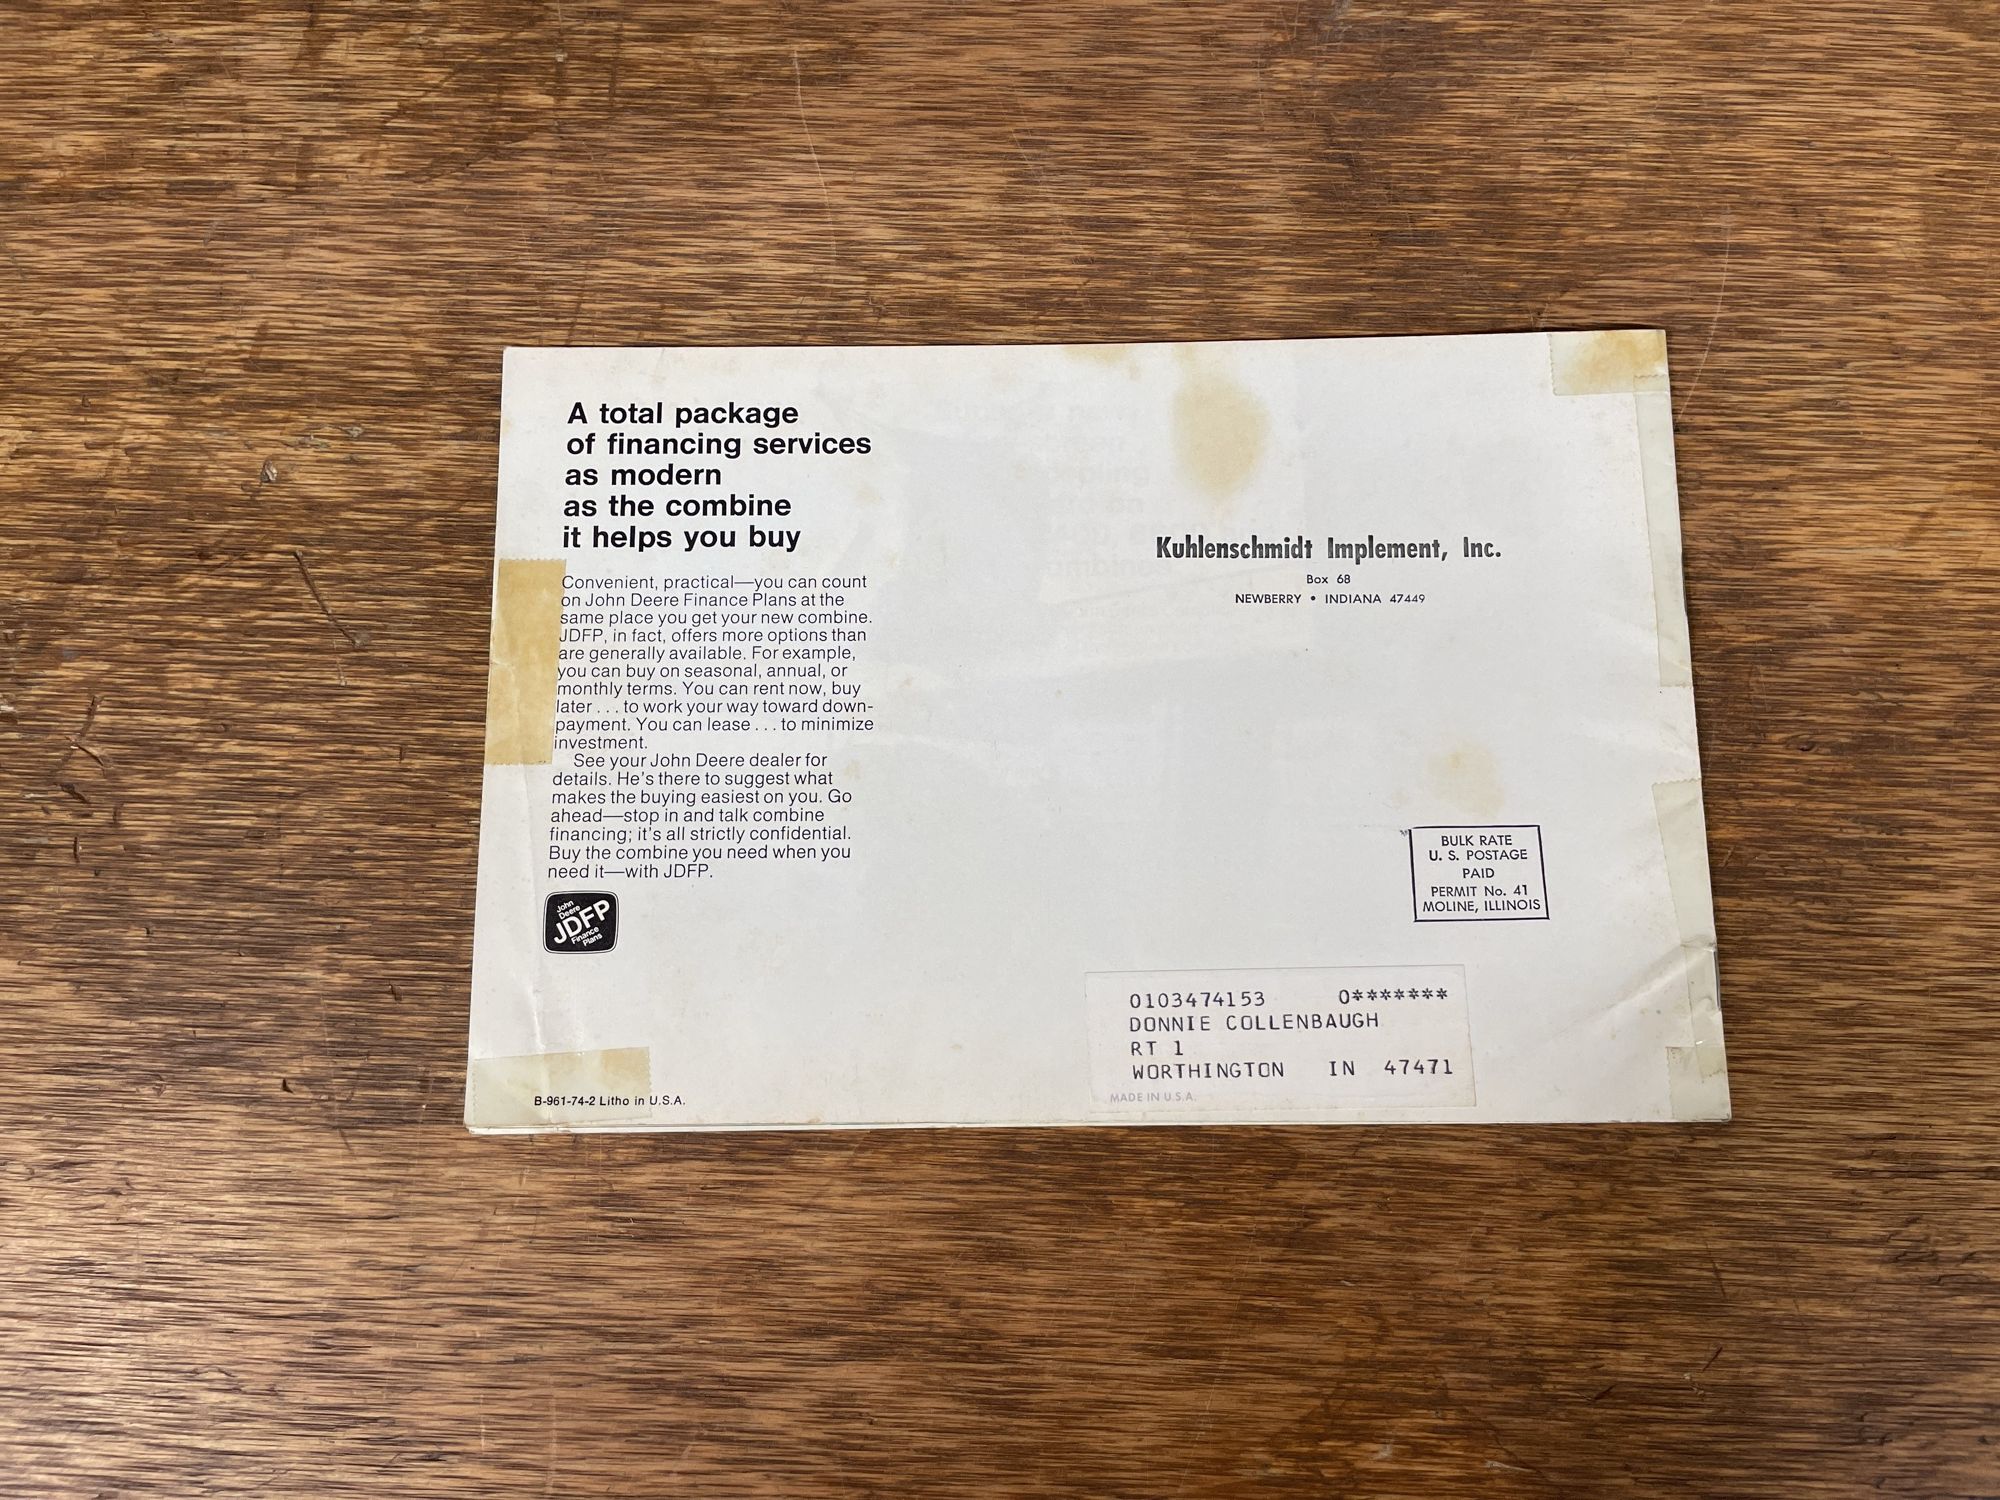 A total package
of financing services
as modern
as the combine
it helps you buy
Convenient, practical—you can count
on John Deere Finance Plans at the
same place you get your new combine.
JDFP, in fact, offers more options than
are generally available. For example,
you can buy on seasonal, annual, or
monthly terms. You can rent now, buy
later . . . to work your way toward down-
payment. You can lease . . . to minimize
investment.
See your John Deere dealer for
details. He's there to suggest what
makes the buying easiest on you. Go
ahead—stop in and talk combine
financing; it's all strictly confidential.
Buy the combine you need when you
need it—with JDFP.
John
Deere
JDFP
Finance
Plans
B-961-74-2 Litho in U.S.A.
Kuhlenschmidt Implement, Inc.
Box 68
NEWBERRY • INDIANA 47449
BULK RATE
U. S. POSTAGE
PAID
PERMIT No. 41
MOLINE, ILLINOIS
0103474153 0*******
DONNIE COLLENBAUGH
RT 1
WORTHINGTON IN 47471
MADE IN U.S.A.